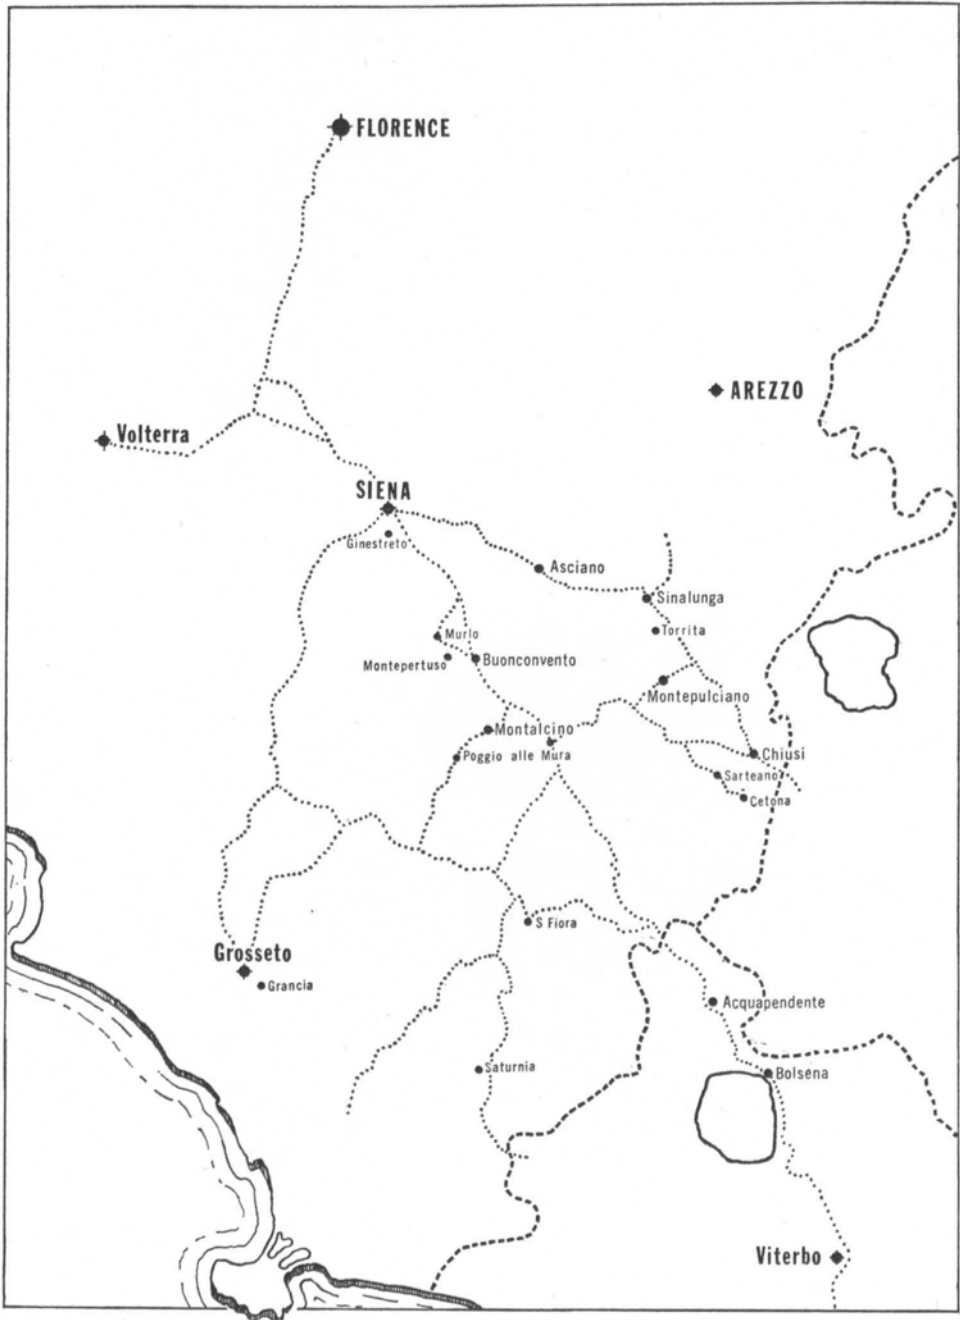 FLORENCE
AREZZO
Volterra
SIENA
Ginestreto
Asciano
Sinalunga
Torrita
Murlo
Montepertuso
Buonconvento
Montepulciano
Montalcino
Poggio alle Mura
Chiusi
Sarteano
Cetona
S Fiora
Grosseto
Grancia
Acquapendente
Saturnia
Bolsena
Viterbo